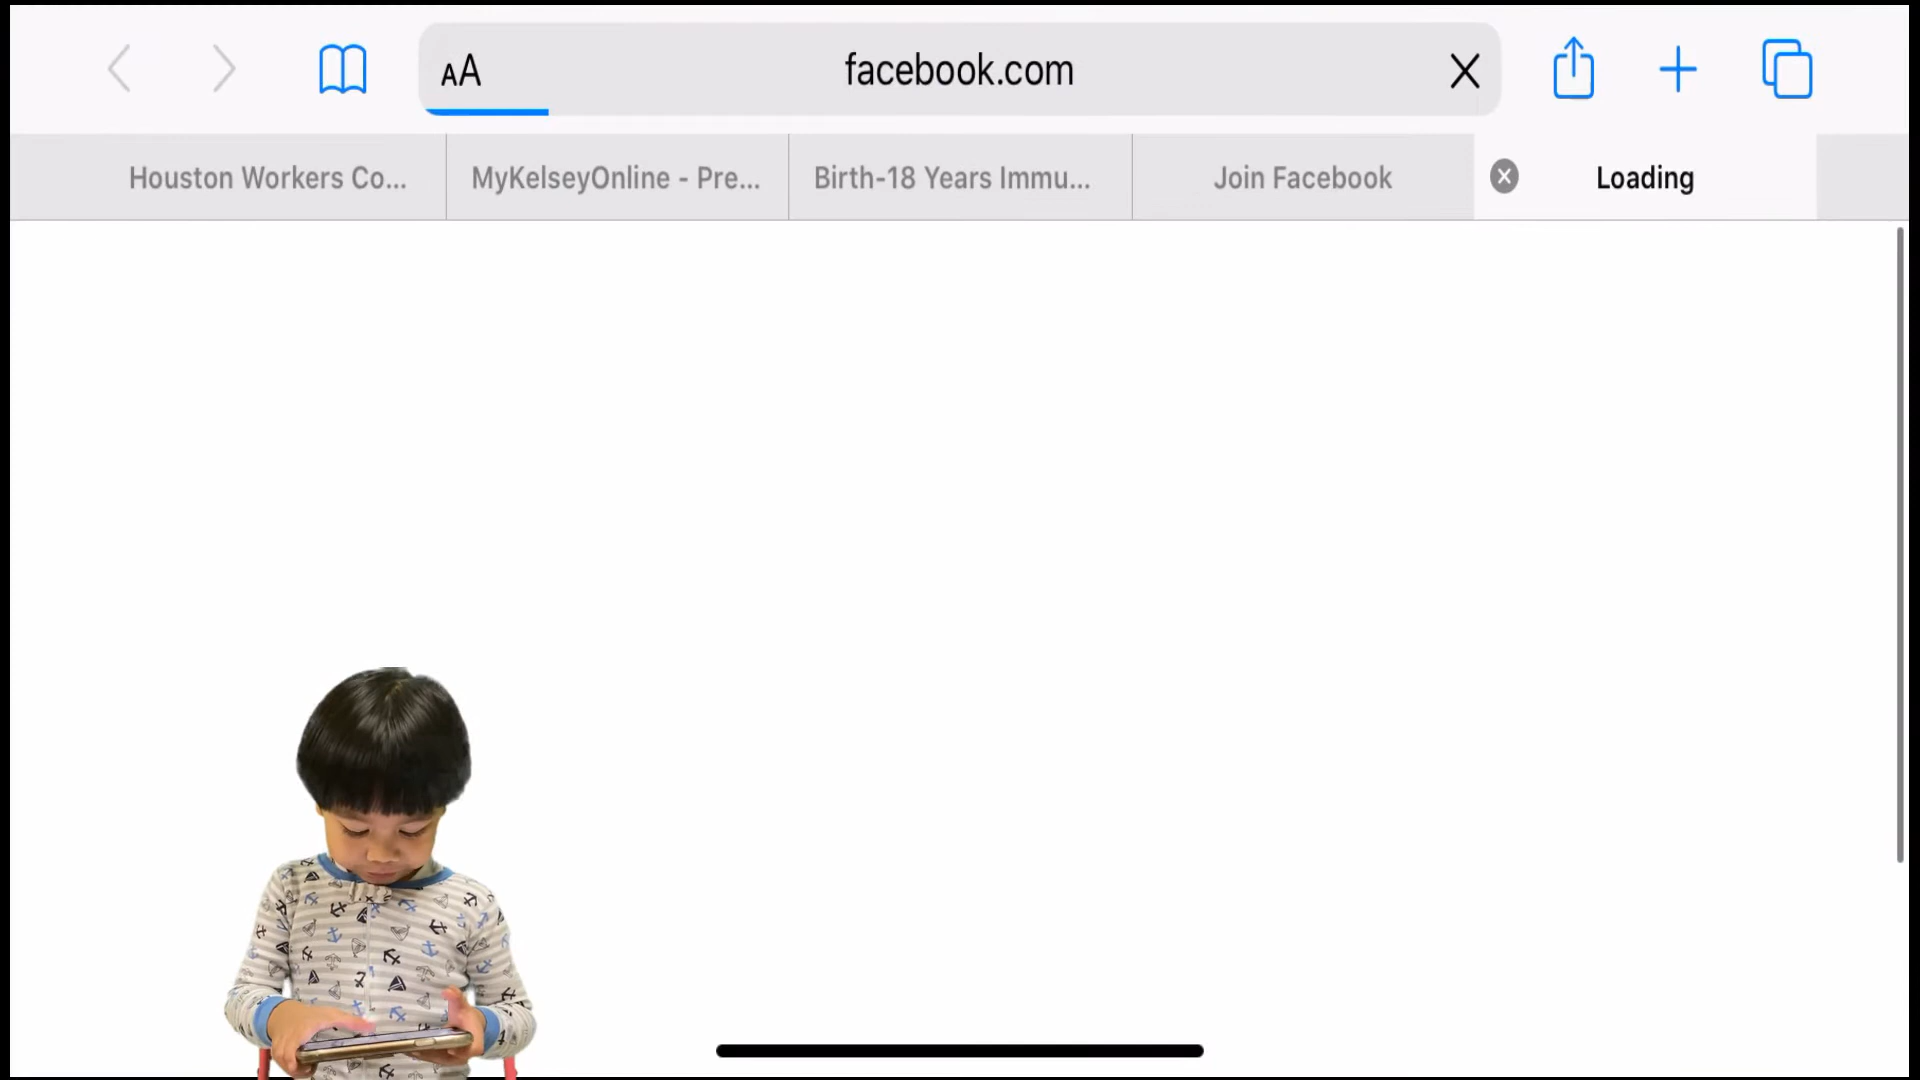 AA
facebook.com
Houston Workers Co...
MyKelseyOnline - Pre...
Birth-18 Years Immu...
Join Facebook
Loading